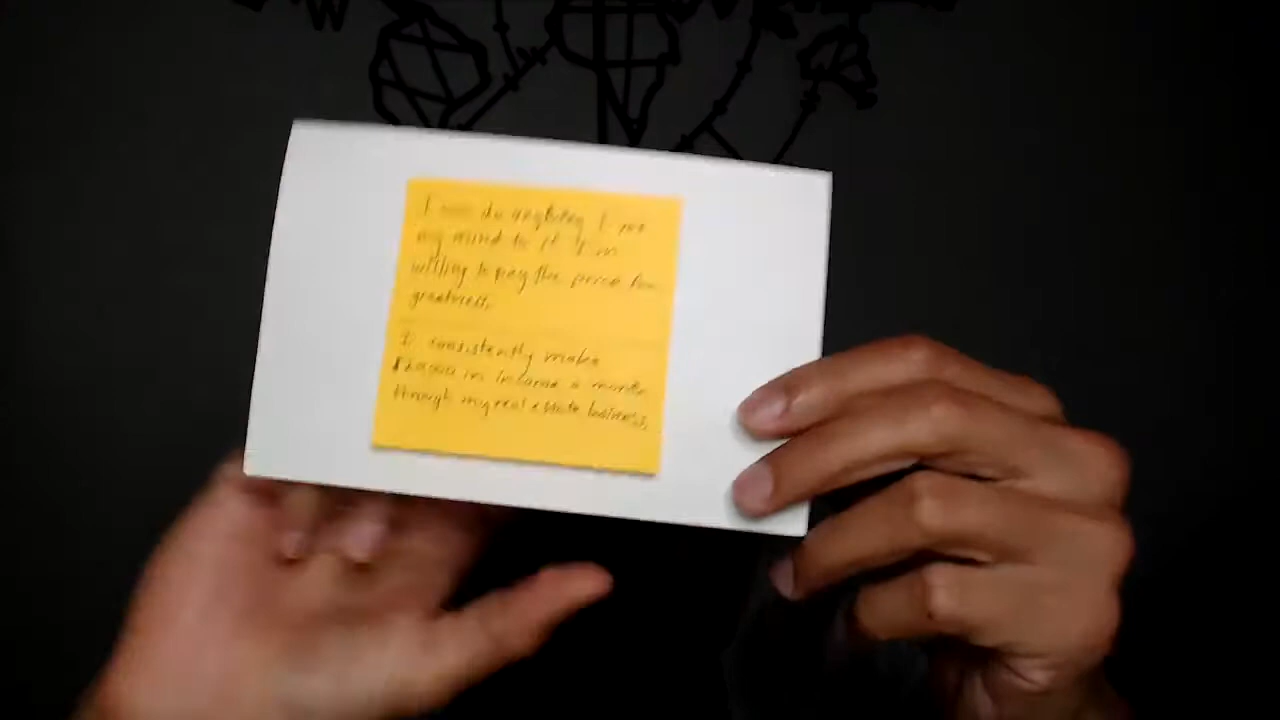 I can do anything I put
my mind to it. I'm
willing to pay the price for
greatness.
I consistently make
in income a month
through my real estate business.